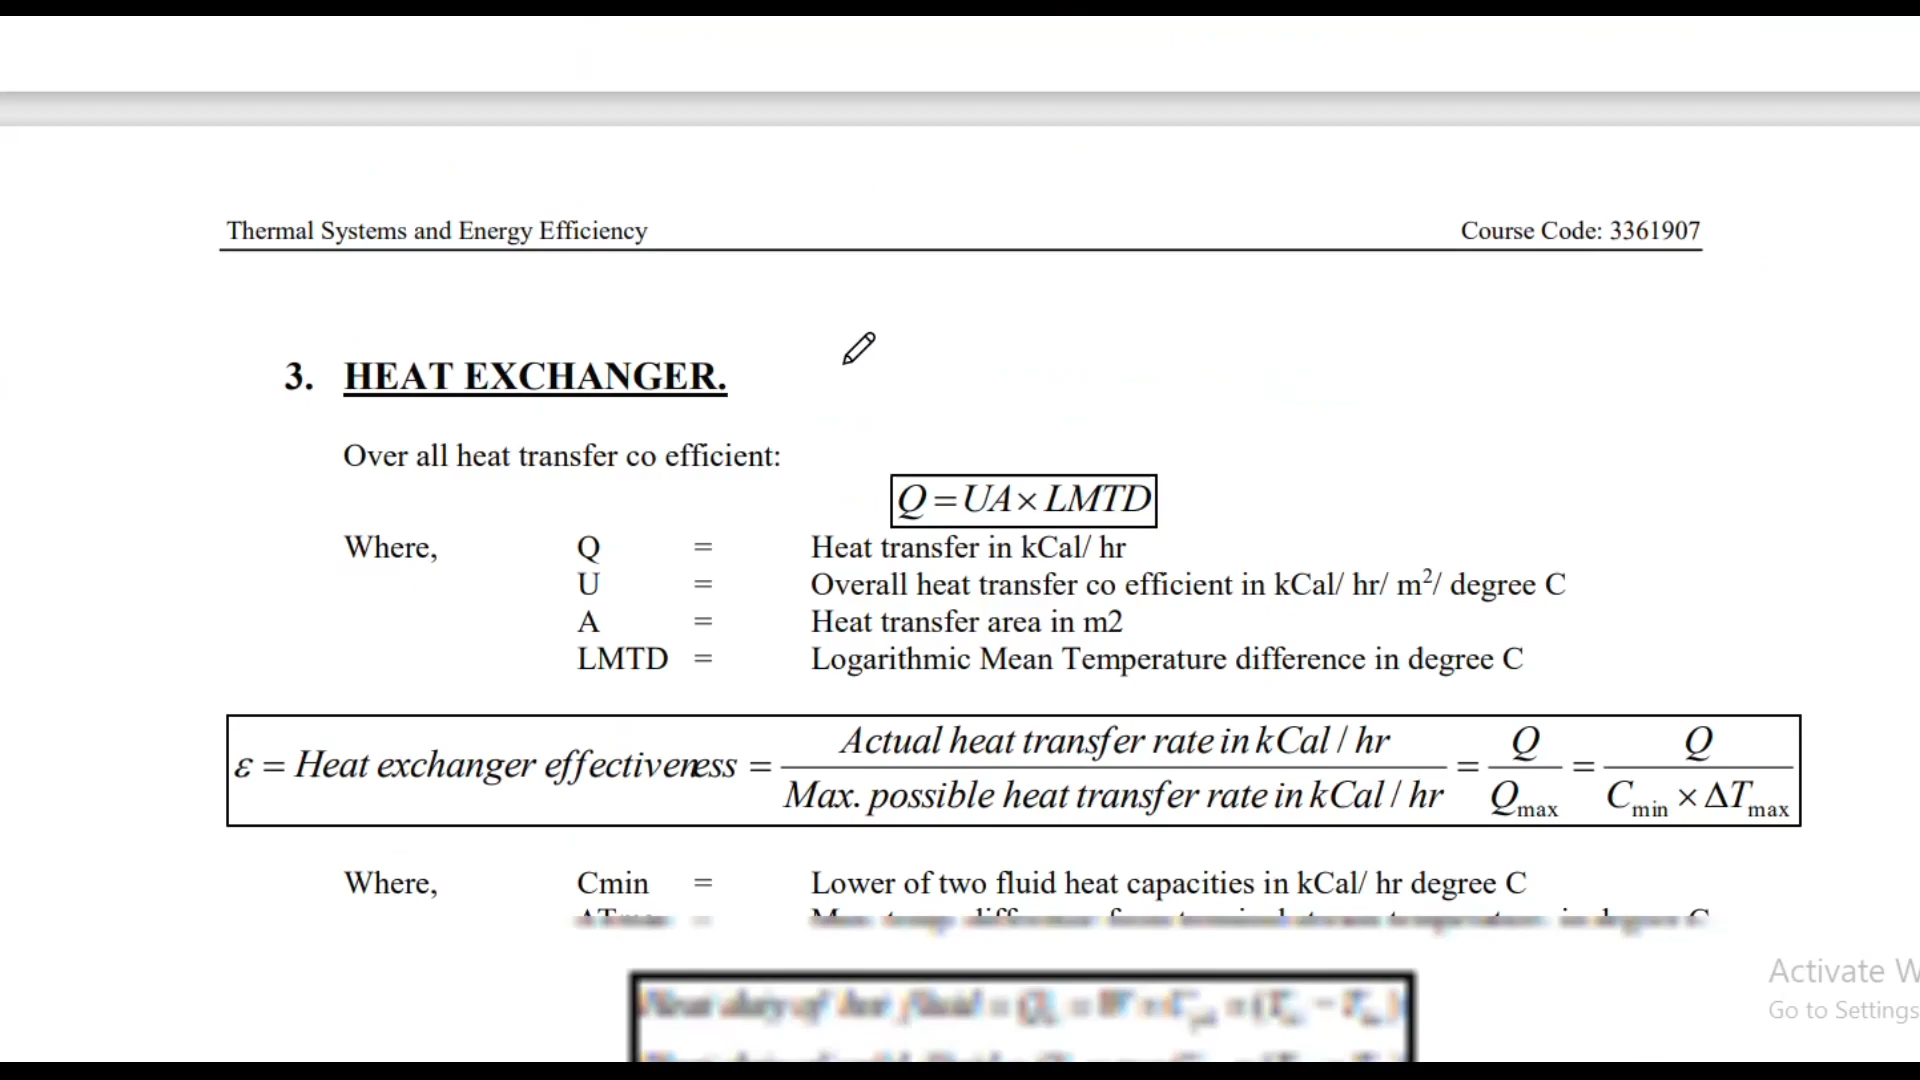 Thermal Systems and Energy Efficiency Course Code: 3361907
3. HEAT EXCHANGER.
Over all heat transfer co efficient:
Q = UA × LMTD
Where, Q = Heat transfer in kCal/ hr
U = Overall heat transfer co efficient in kCal/ hr/ m²/ degree C
A = Heat transfer area in m2
LMTD = Logarithmic Mean Temperature difference in degree C
ε = Heat exchanger effectiveness = Actual heat transfer rate in kCal / hr / Max. possible heat transfer rate in kCal / hr = Q / Qmax = Q / Cmin × ΔTmax
Where, Cmin = Lower of two fluid heat capacities in kCal/ hr degree C
Activate W
Go to Settings